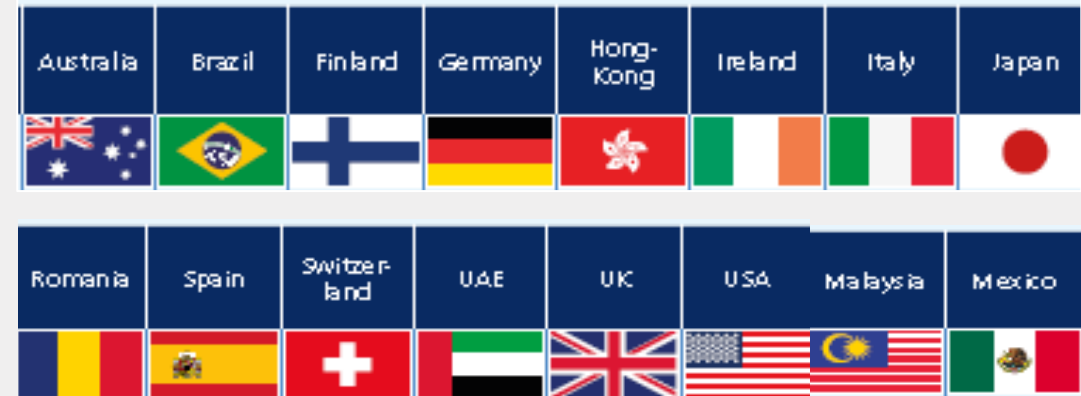 Australia
Brazil
Finland
Germany
Hong-
Kong
Ireland
Italy
Japan
Romania
Spain
Switzer-
land
UAE
UK
USA
Malaysia
Mexico